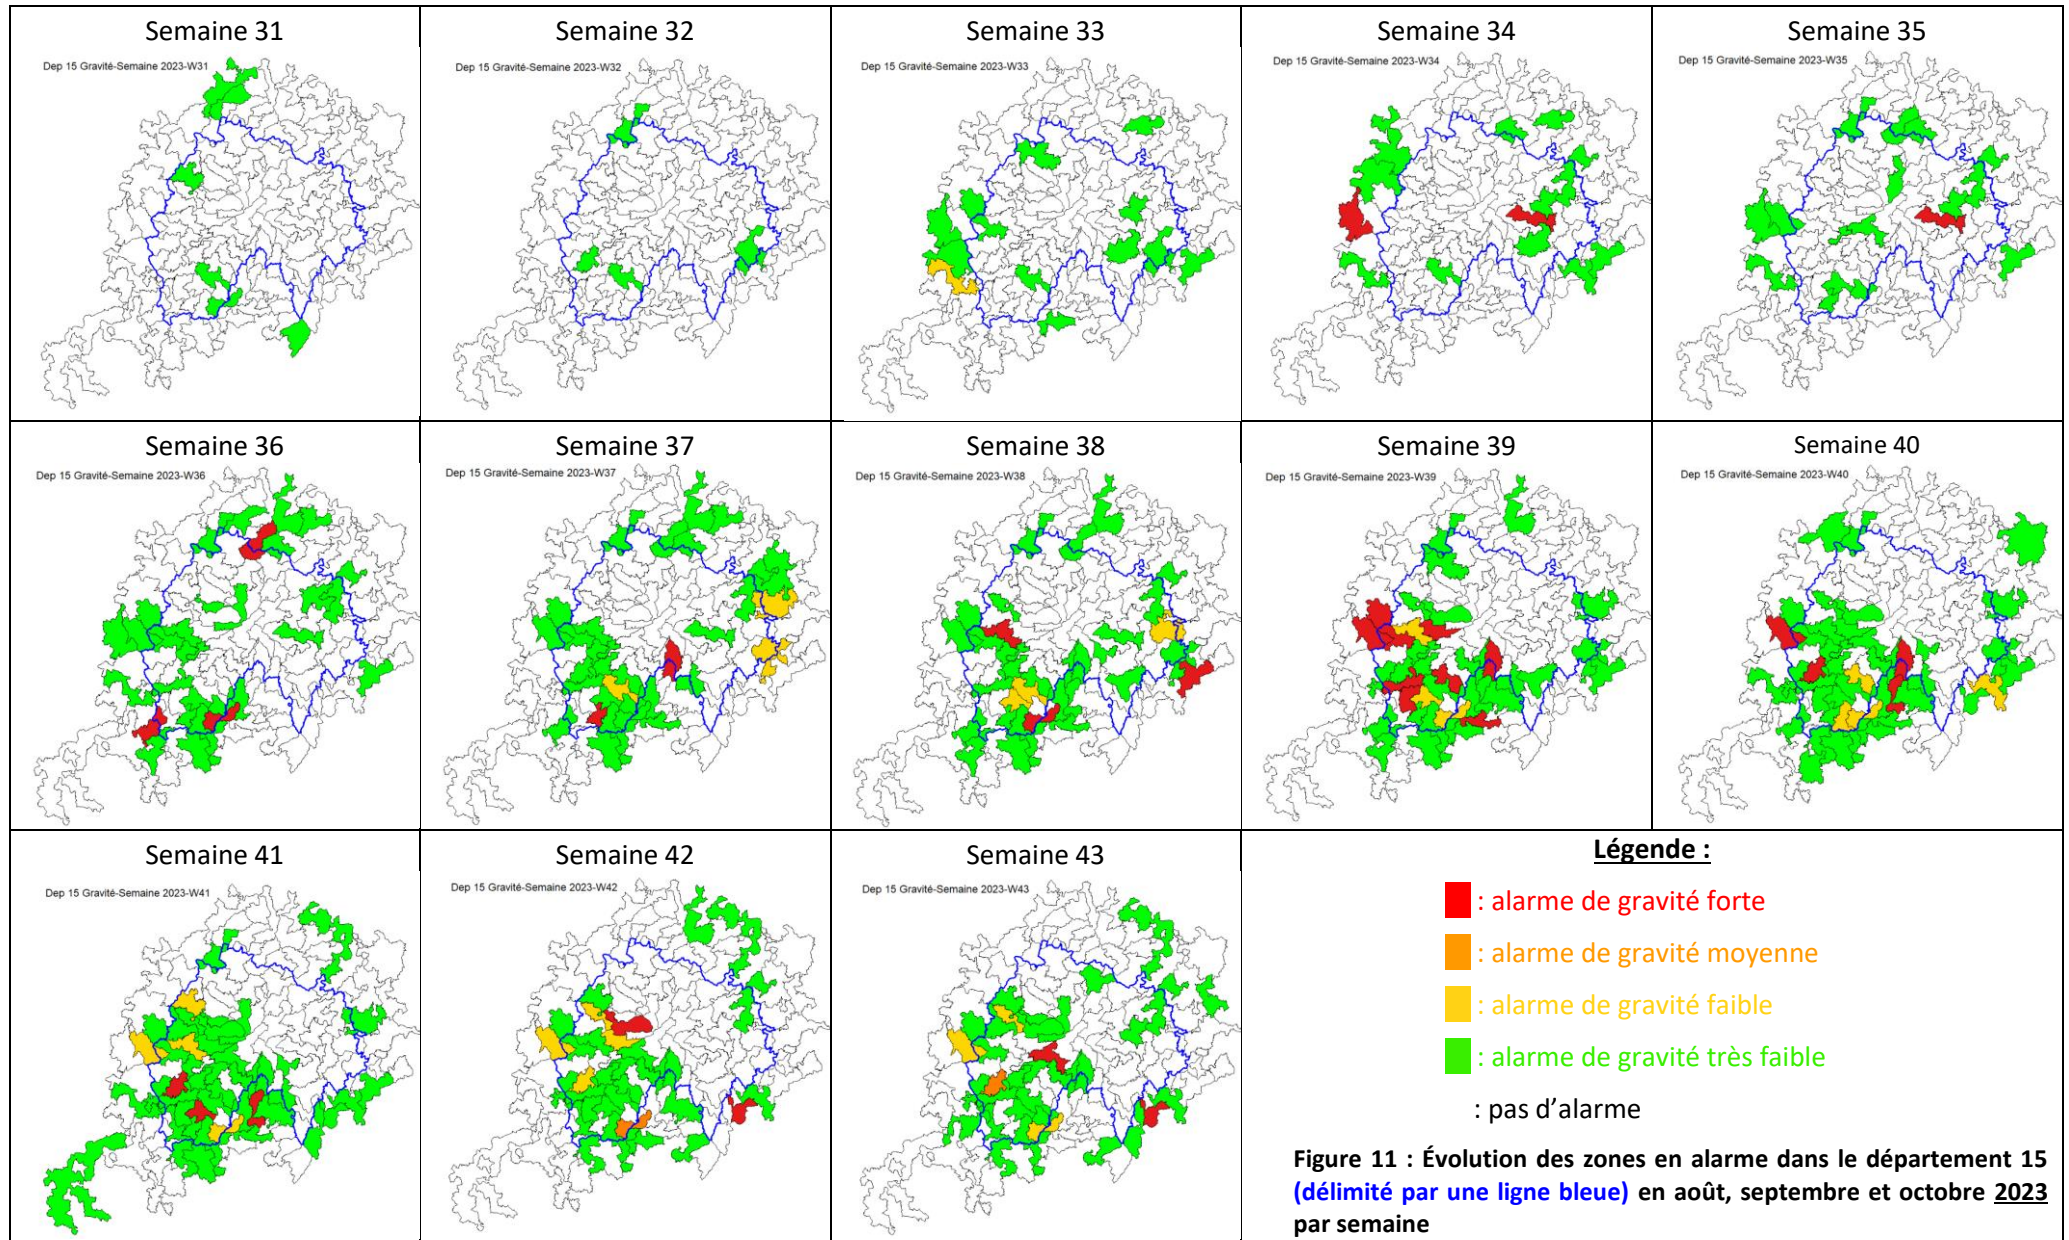 Semaine 31
Dep 15 Gravité-Semaine 2023-W31
Semaine 32
Dep 15 Gravité-Semaine 2023-W32
Semaine 33
Dep 15 Gravité-Semaine 2023-W33
Semaine 34
Dep 15 Gravité-Semaine 2023-W34
Semaine 35
Dep 15 Gravité-Semaine 2023-W35
Semaine 36
Dep 15 Gravité-Semaine 2023-W36
Semaine 37
Dep 15 Gravité-Semaine 2023-W37
Semaine 38
Dep 15 Gravité-Semaine 2023-W38
Semaine 39
Dep 15 Gravité-Semaine 2023-W39
Semaine 40
Dep 15 Gravité-Semaine 2023-W40
Semaine 41
Dep 15 Gravité-Semaine 2023-W41
Semaine 42
Dep 15 Gravité-Semaine 2023-W42
Semaine 43
Dep 15 Gravité-Semaine 2023-W43
Légende :
: alarme de gravité forte
: alarme de gravité moyenne
: alarme de gravité faible
: alarme de gravité très faible
: pas d’alarme
Figure 11 : Évolution des zones en alarme dans le département 15
(délimité par une ligne bleue) en août, septembre et octobre 2023
par semaine